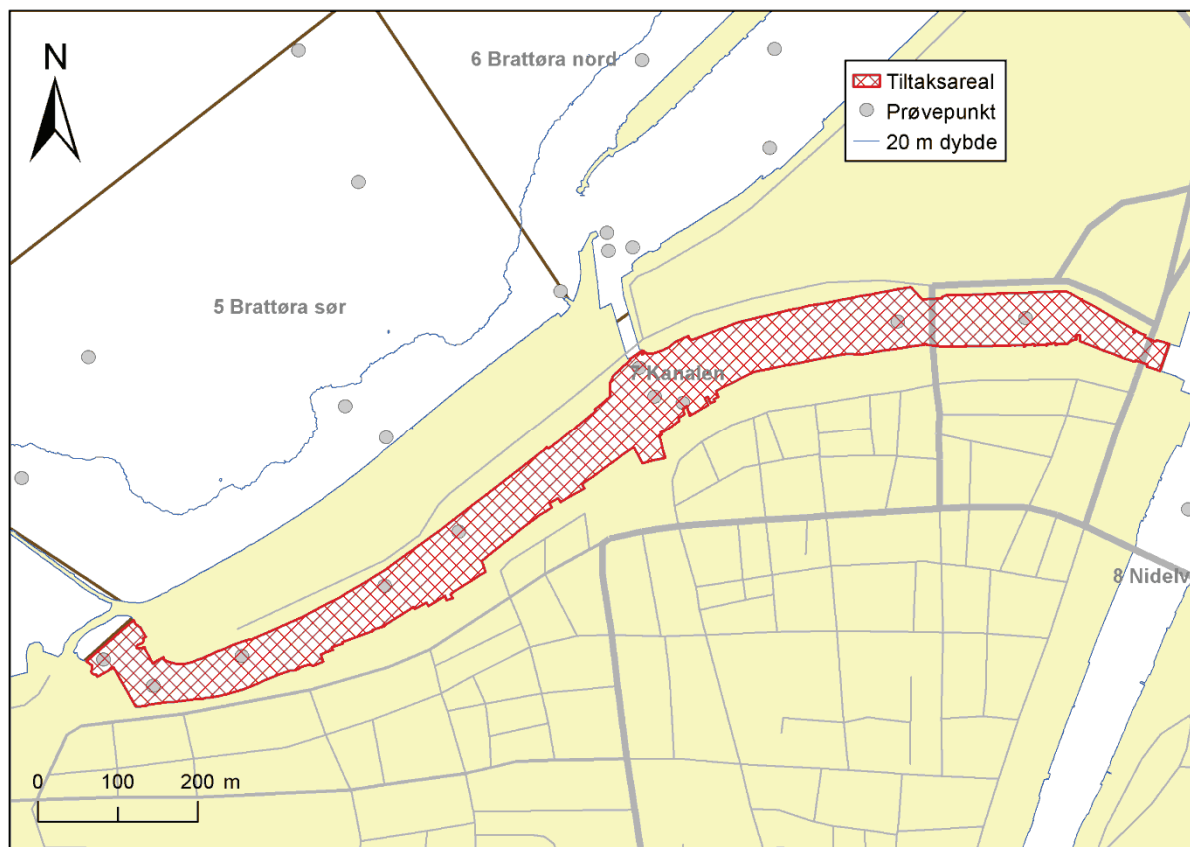 6 Brattøra nord
N
Tiltaksareal
Prøvepunkt
20 m dybde
5 Brattøra sør
7 Kanalen
8 Nidelv
0 100 200 m